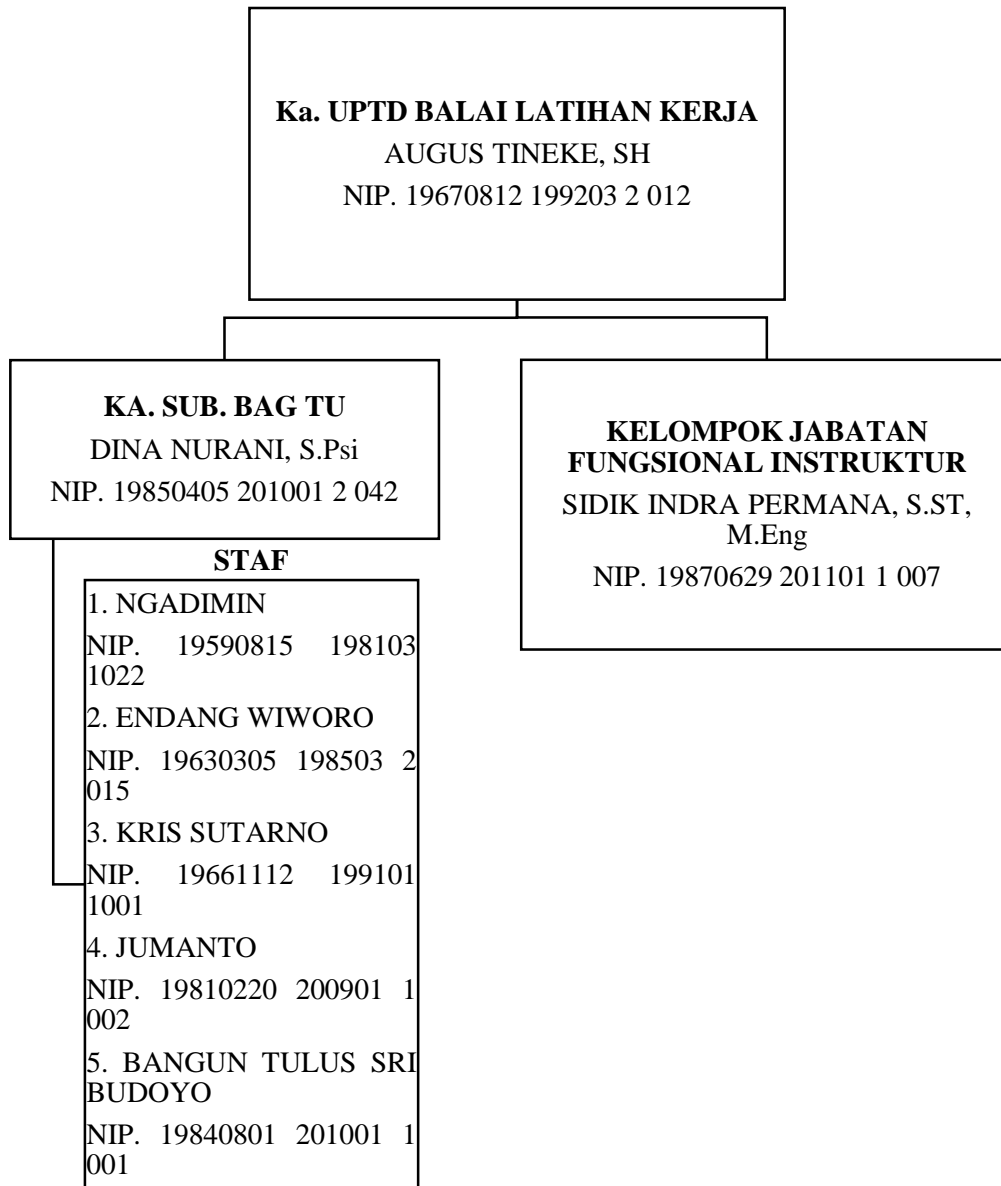 Ka. UPTD BALAI LATIHAN KERJA
AUGUS TINEKE, SH
NIP. 19670812 199203 2 012
KA. SUB. BAG TU
DINA NURANI, S.Psi
NIP. 19850405 201001 2 042
KELOMPOK JABATAN
FUNGSIONAL INSTRUKTUR
SIDIK INDRA PERMANA, S.ST,
M.Eng
NIP. 19870629 201101 1 007
STAF
1. NGADIMIN
NIP. 19590815 198103
1022
2. ENDANG WIWORO
NIP. 19630305 198503 2
015
3. KRIS SUTARNO
NIP. 19661112 199101
1001
4. JUMANTO
NIP. 19810220 200901 1
002
5. BANGUN TULUS SRI
BUDOYO
NIP. 19840801 201001 1
001